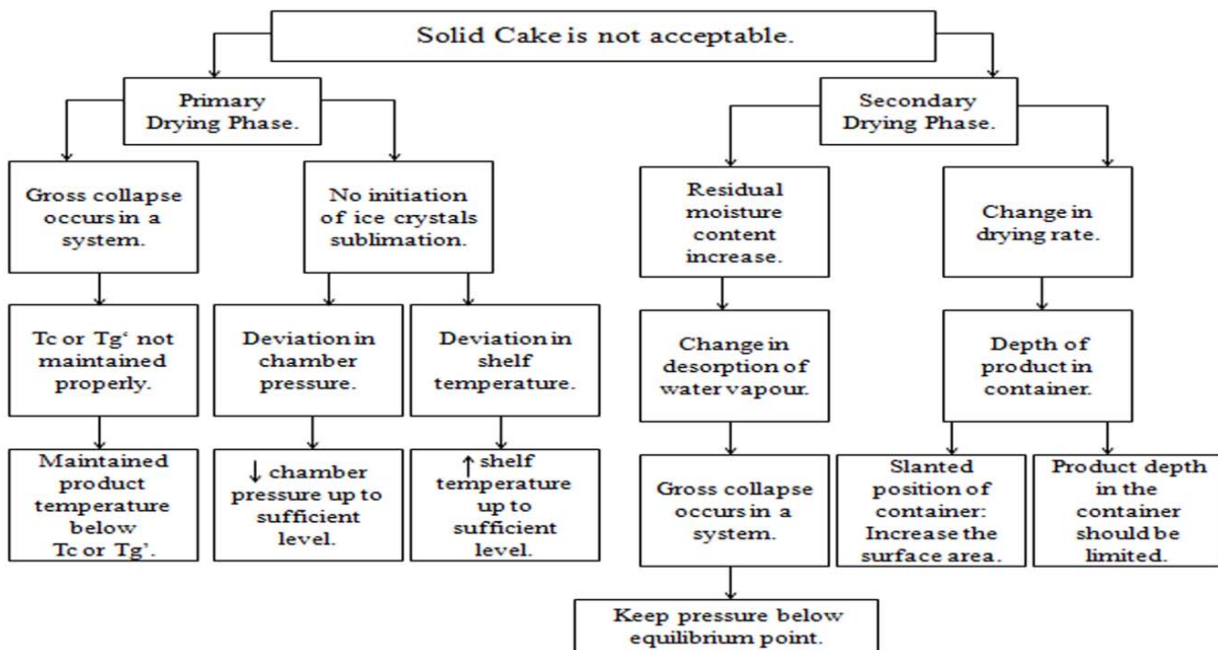 Solid Cake is not acceptable.
Primary
Drying Phase.
Secondary
Drying Phase.
Gross collapse
occurs in a
system.
No initiation
of ice crystals
sublimation.
Residual
moisture
content
increase.
Change in
drying rate.
Tc or Tg‘ not
maintained
properly.
Deviation in
chamber
pressure.
Deviation in
shelf
temperature.
Change in
desorption of
water vapour.
Depth of
product in
container.
Maintained
product
temperature
below
Tc or Tg’.
↓ chamber
pressure up to
sufficient
level.
↑ shelf
temperature
up to
sufficient
level.
Gross collapse
occurs in a
system.
Slanted
position of
container:
Increase the
surface area.
Product depth
in the
container
should be
limited.
Keep pressure below
equilibrium point.